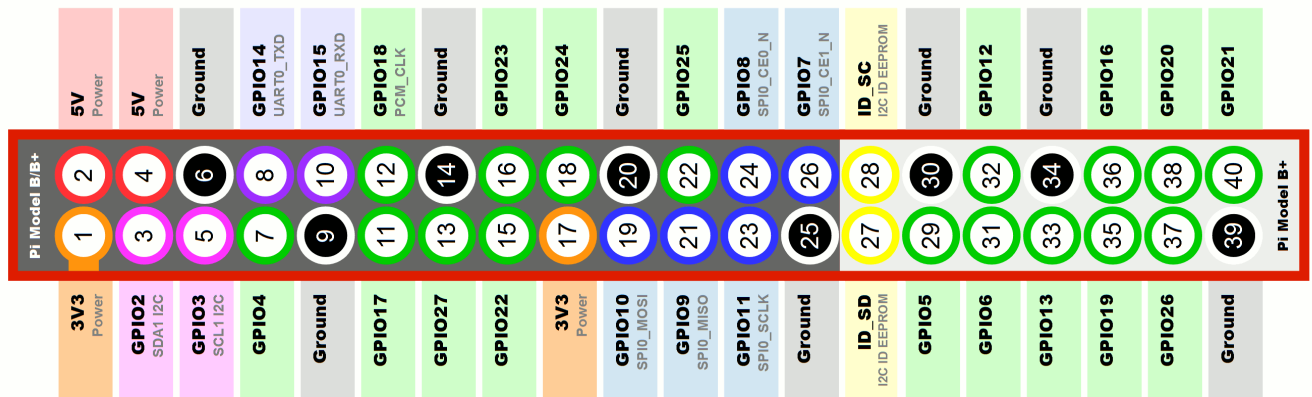 5V
Power
5V
Power
Ground
GPIO14
UART0_TXD
GPIO15
UART0_RXD
GPIO18
PCM_CLK
Ground
GPIO23
GPIO24
Ground
GPIO25
GPIO8
SPI0_CE0_N
GPIO7
SPI0_CE1_N
ID_SC
I2C ID EEPROM
Ground
GPIO12
Ground
GPIO16
GPIO20
GPIO21
Pi Model B/B+
2
4
6
8
10
12
14
16
18
20
22
24
26
28
30
32
34
36
38
40
1
3
5
7
9
11
13
15
17
19
21
23
25
27
29
31
33
35
37
39
Pi Model B+
3V3
Power
GPIO2
SDA1 I2C
GPIO3
SCL1 I2C
GPIO4
Ground
GPIO17
GPIO27
GPIO22
3V3
Power
GPIO10
SPI0_MOSI
GPIO9
SPI0_MISO
GPIO11
SPI0_SCLK
Ground
ID_SD
I2C ID EEPROM
GPIO5
GPIO6
GPIO13
GPIO19
GPIO26
Ground